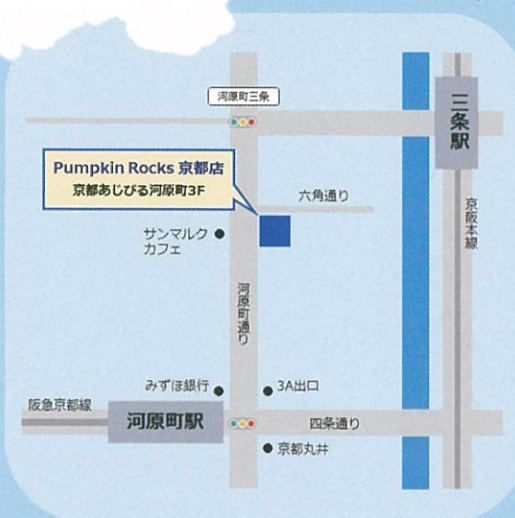 河原町三条
三条駅
Pumpkin Rocks 京都店
京都あじびる河原町3F
六角通り
京阪本線
サンマルク
カフェ
河原町通り
みずほ銀行
3A出口
阪急京都線
河原町駅
四条通り
京都丸井